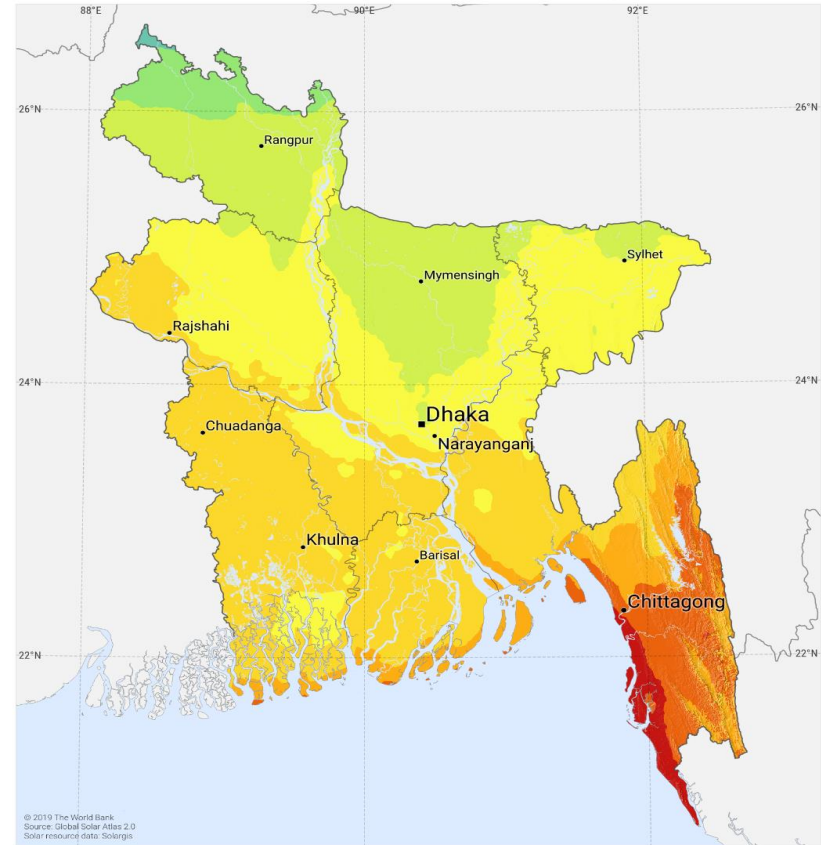 88°E 90°E 92°E
26°N 26°N
Rangpur
Sylhet
Mymensingh
Rajshahi
24°N 24°N
Dhaka
Chuadanga
Narayanganj
Khulna
Barisal
Chittagong
22°N 22°N
© 2019 The World Bank
Source: Global Solar Atlas 2.0
Solar resource data: Solargis